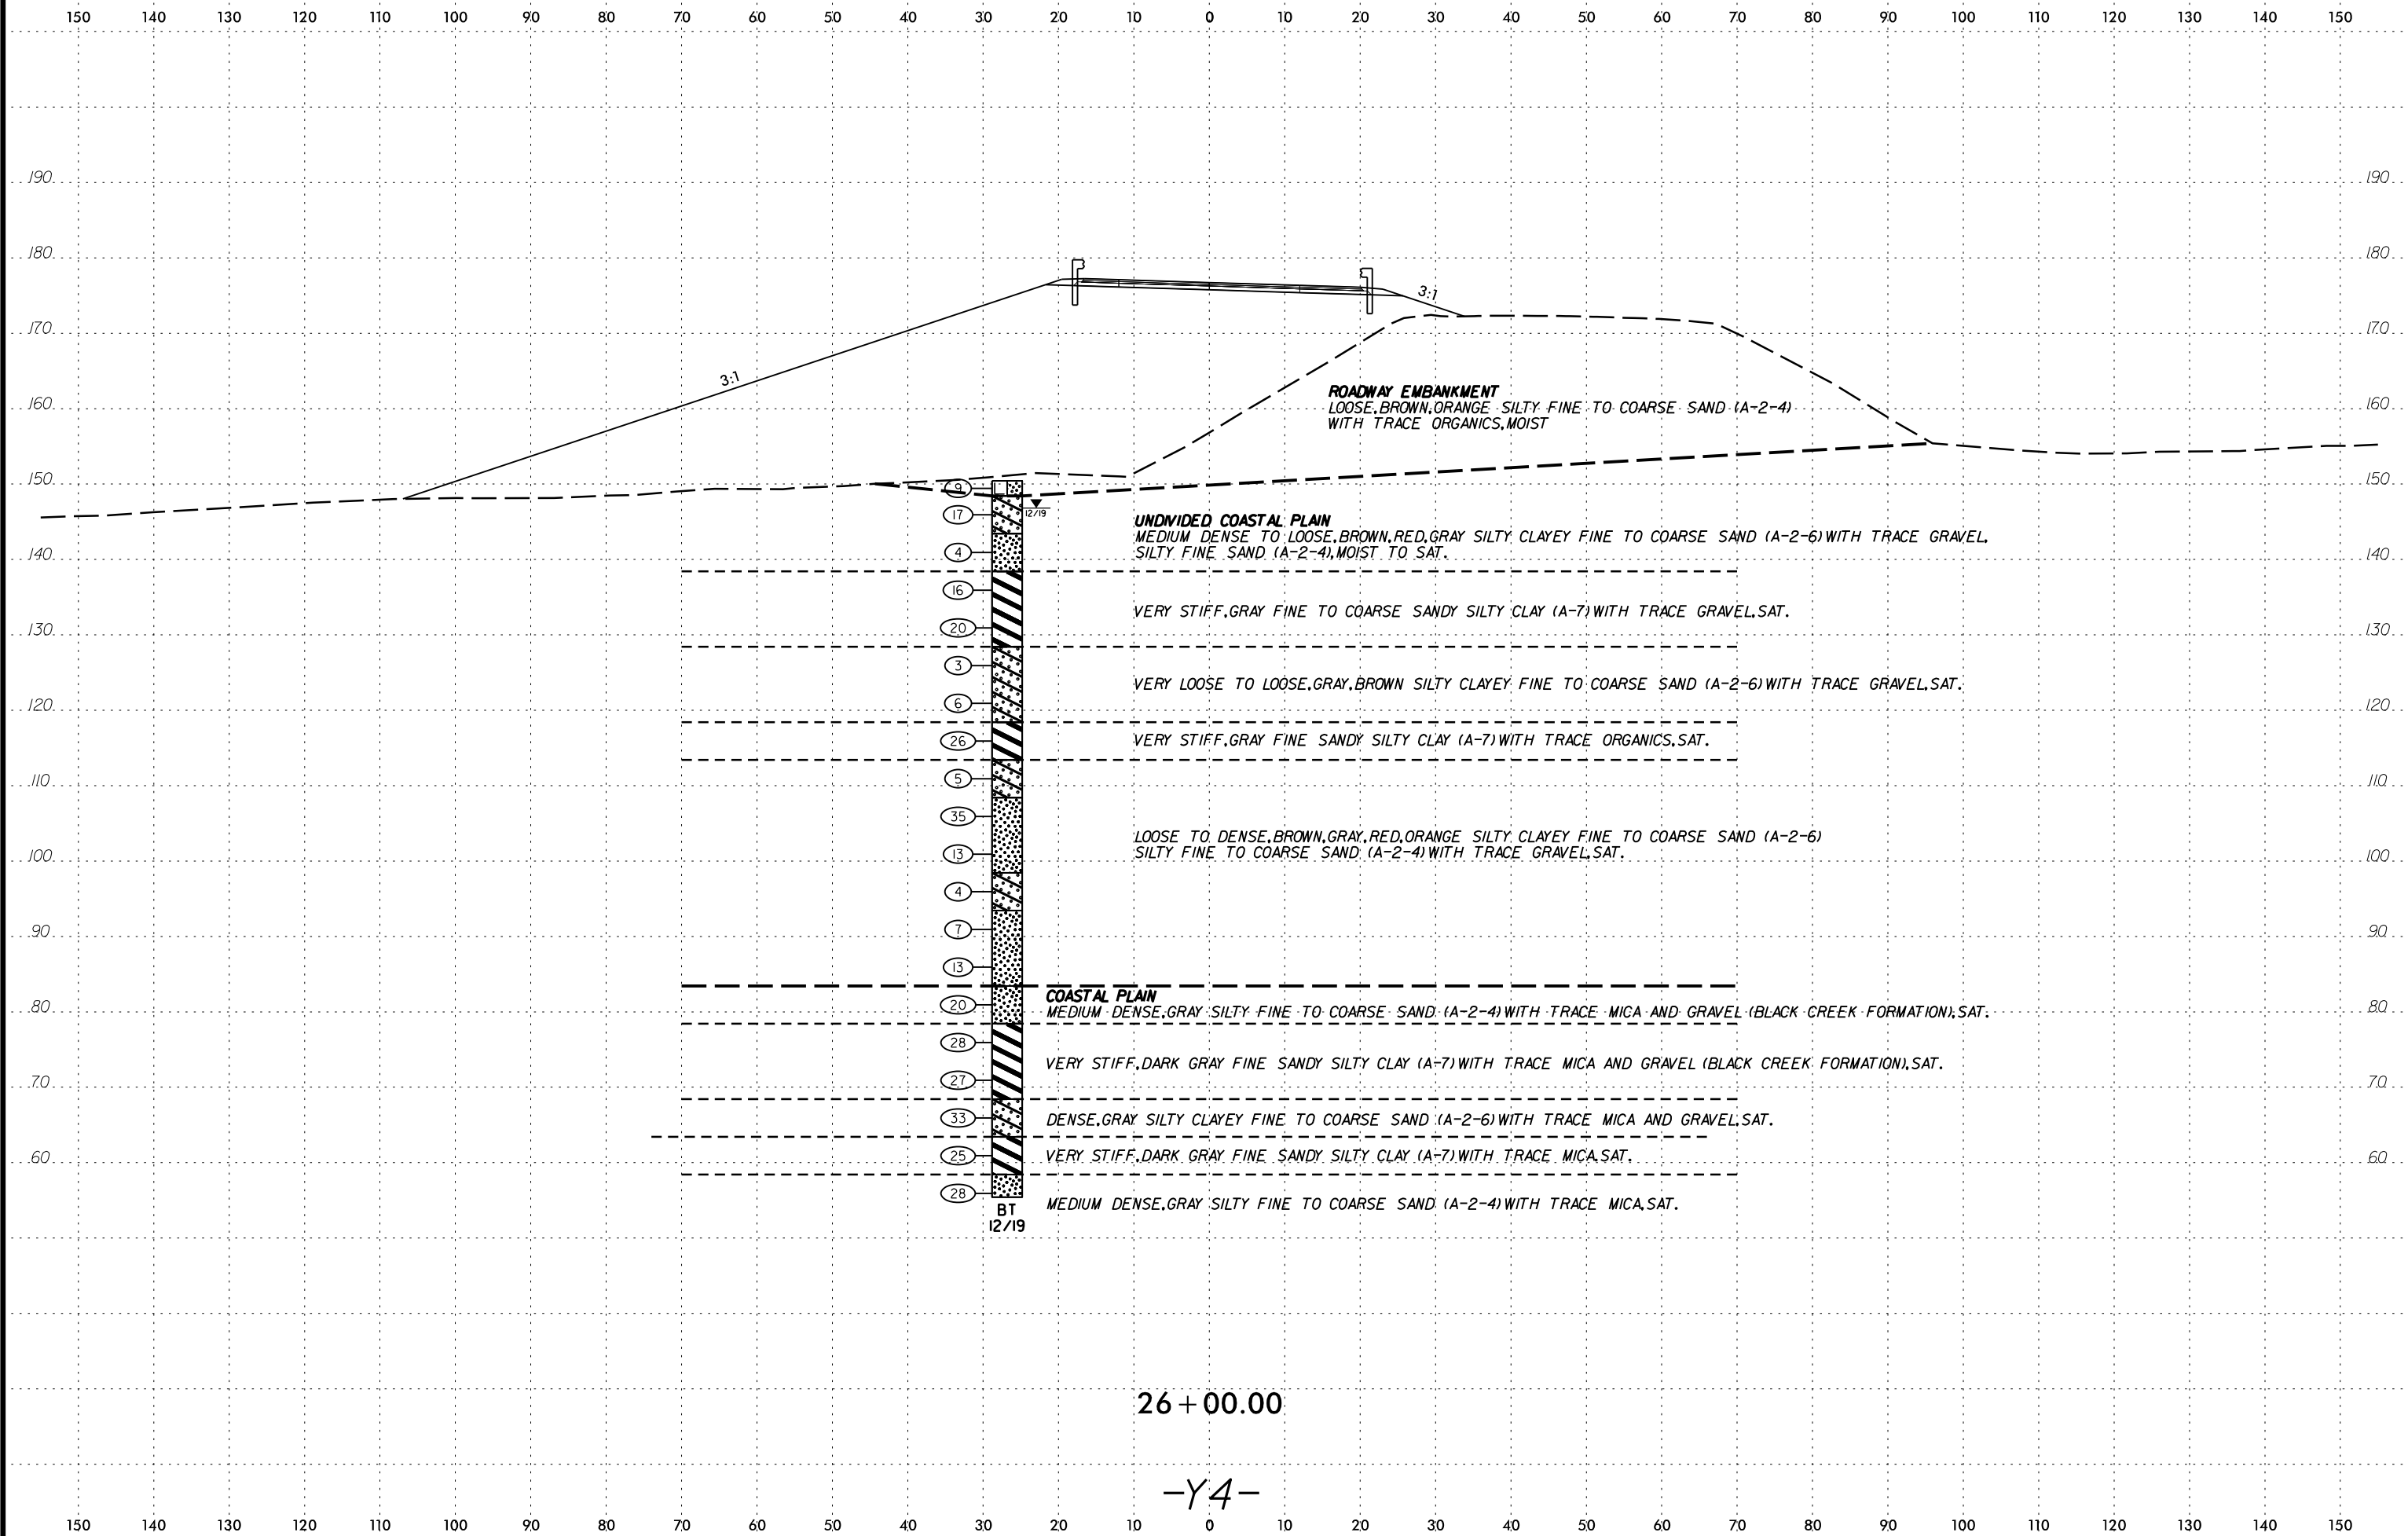 150 140 130 120 110 100 90 80 70 60 50 40 30 20 10 0 10 20 30 40 50 60 70 80 90 100 110 120 130 140 150
190 190
180 180
3:1
170 170
3:1
ROADWAY EMBANKMENT
160 LOOSE,BROWN,ORANGE SILTY FINE TO COARSE SAND (A-2-4) 160
WITH TRACE ORGANICS,MOIST
150 9 150
17 12/19
UNDIVIDED COASTAL PLAIN
MEDIUM DENSE TO LOOSE,BROWN,RED,GRAY SILTY CLAYEY FINE TO COARSE SAND (A-2-6)WITH TRACE GRAVEL,
140 4 SILTY FINE SAND (A-2-4),MOIST TO SAT. 140
16
VERY STIFF,GRAY FINE TO COARSE SANDY SILTY CLAY (A-7)WITH TRACE GRAVEL,SAT.
130 20 130
3
VERY LOOSE TO LOOSE,GRAY,BROWN SILTY CLAYEY FINE TO COARSE SAND (A-2-6)WITH TRACE GRAVEL,SAT.
120 6 120
26 VERY STIFF,GRAY FINE SANDY SILTY CLAY (A-7)WITH TRACE ORGANICS,SAT.
110 5 110
35
LOOSE TO DENSE,BROWN,GRAY,RED,ORANGE SILTY CLAYEY FINE TO COARSE SAND (A-2-6)
100 13 SILTY FINE TO COARSE SAND (A-2-4)WITH TRACE GRAVEL,SAT. 100
4
90 7 90
13
COASTAL PLAIN
80 20 MEDIUM DENSE,GRAY SILTY FINE TO COARSE SAND (A-2-4)WITH TRACE MICA AND GRAVEL (BLACK CREEK FORMATION),SAT. 80
28
VERY STIFF,DARK GRAY FINE SANDY SILTY CLAY (A-7)WITH TRACE MICA AND GRAVEL (BLACK CREEK FORMATION),SAT.
70 27 70
33 DENSE,GRAY SILTY CLAYEY FINE TO COARSE SAND (A-2-6)WITH TRACE MICA AND GRAVEL,SAT.
60 25 VERY STIFF,DARK GRAY FINE SANDY SILTY CLAY (A-7)WITH TRACE MICA,SAT. 60
28 MEDIUM DENSE,GRAY SILTY FINE TO COARSE SAND (A-2-4)WITH TRACE MICA,SAT.
BT
12/19
26+00.00
-Y4-
150 140 130 120 110 100 90 80 70 60 50 40 30 20 10 0 10 20 30 40 50 60 70 80 90 100 110 120 130 140 150